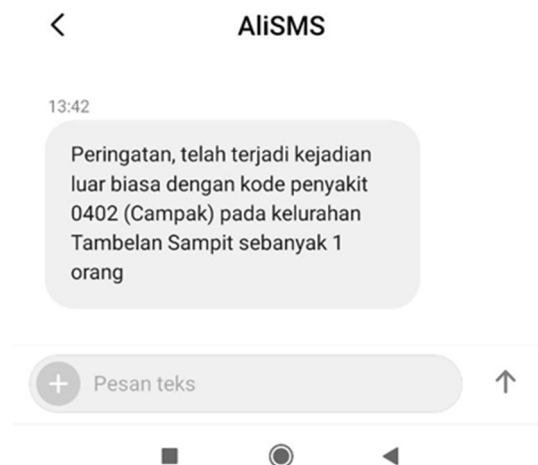 AliSMS
13:42
Peringatan, telah terjadi kejadian
luar biasa dengan kode penyakit
0402 (Campak) pada kelurahan
Tambelan Sampit sebanyak 1
orang
Pesan teks